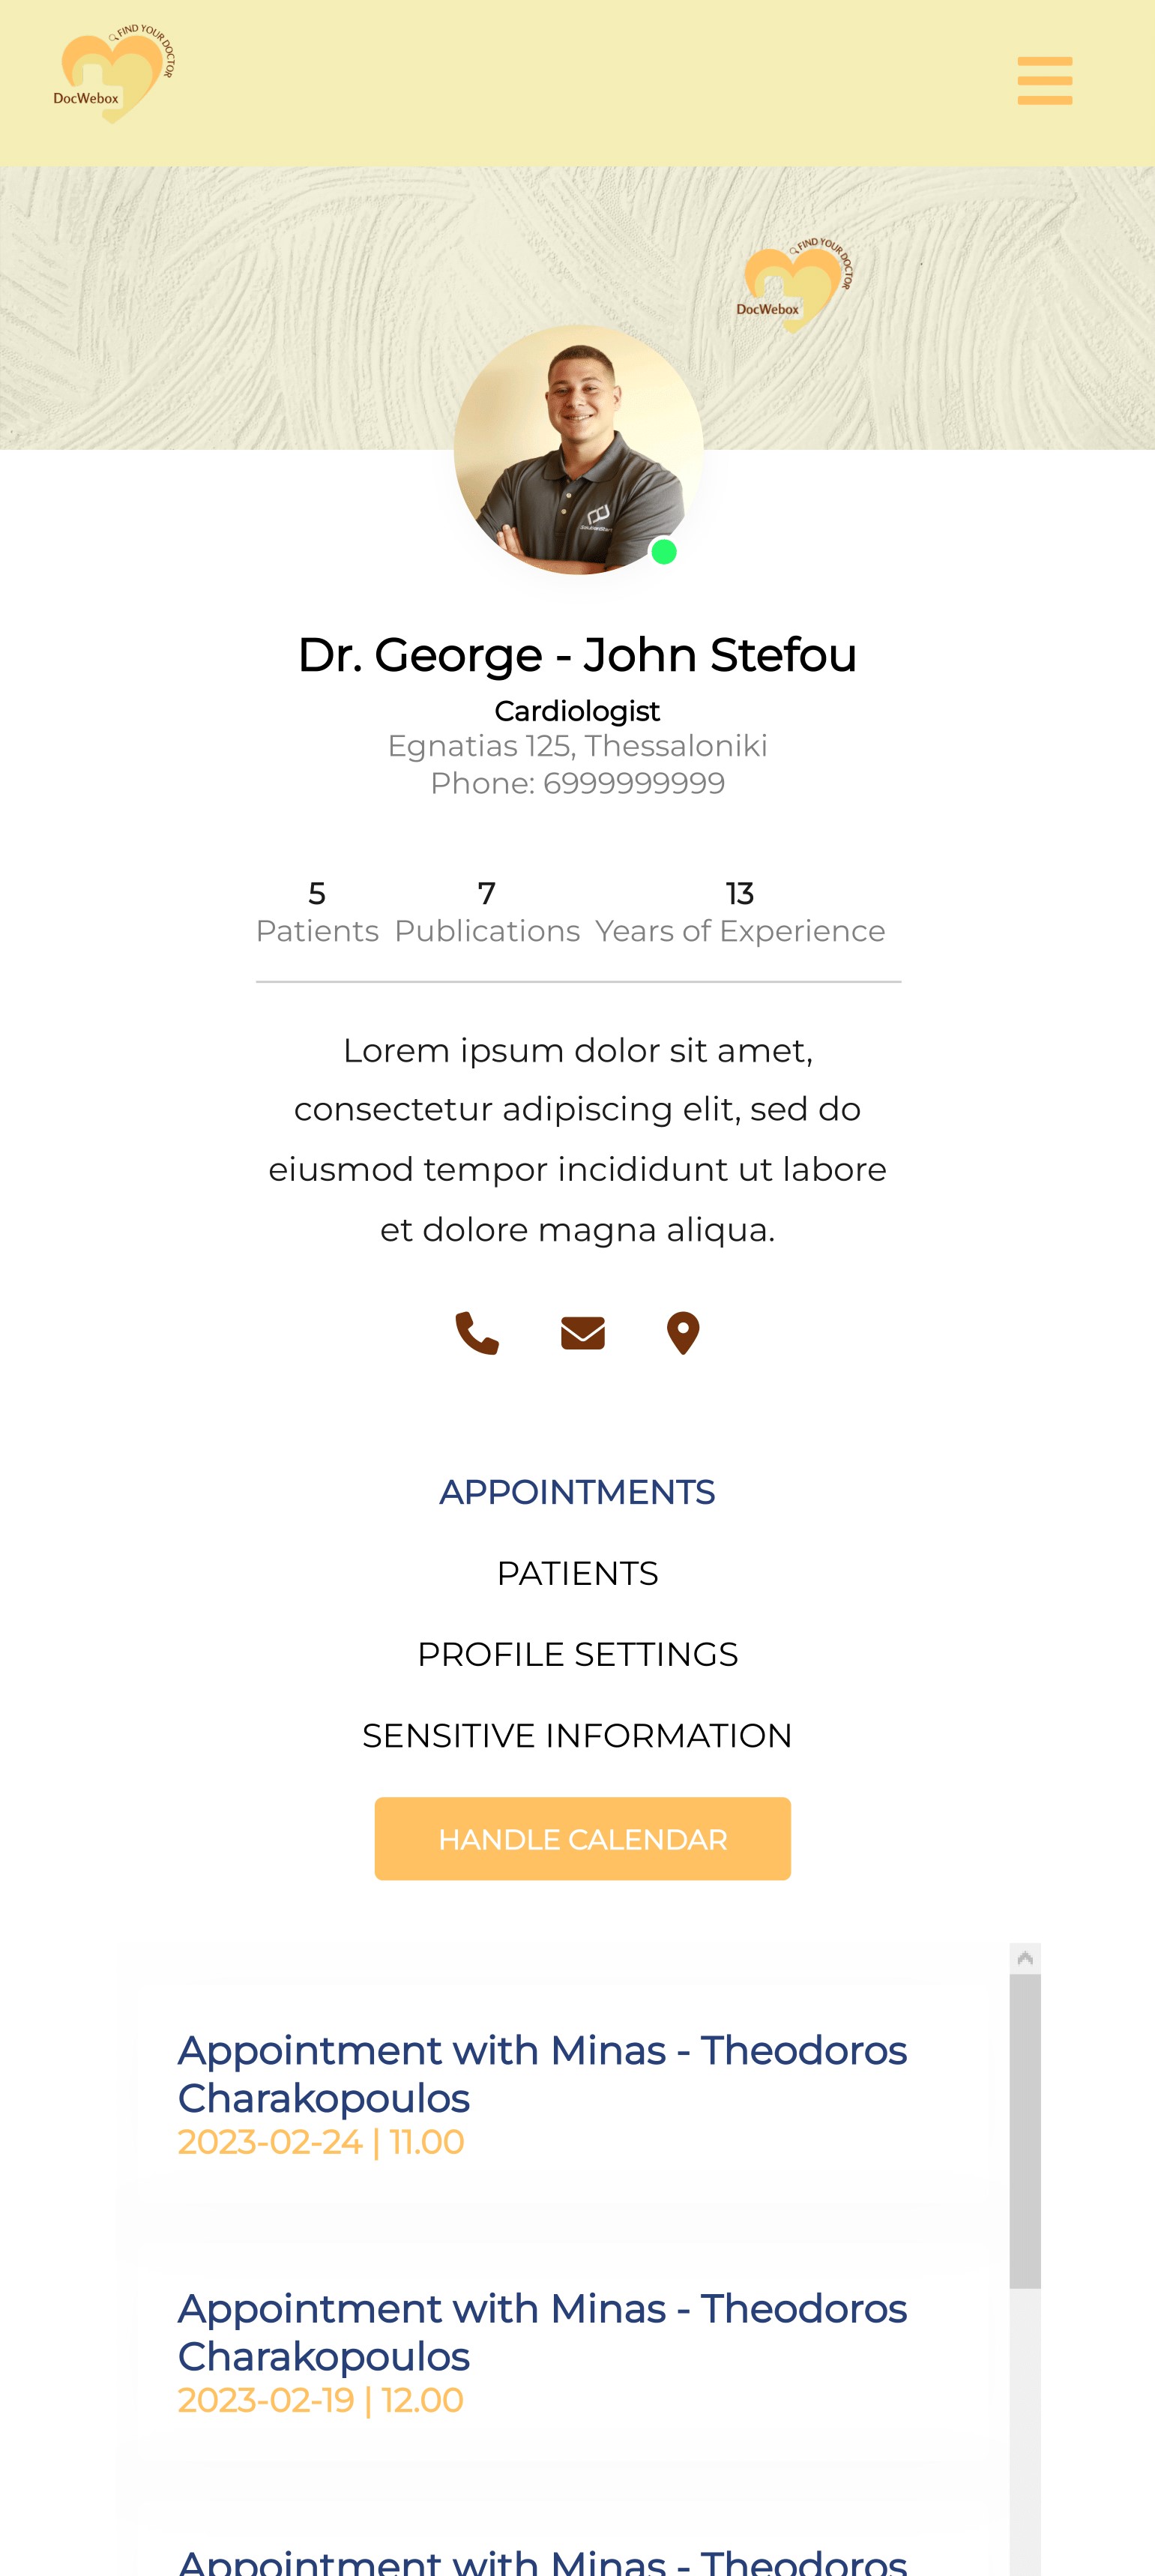 FIND YOUR DOCTOR
DocWebox
FIND YOUR DOCTOR
DocWebox
Dr. George - John Stefou
Cardiologist
Egnatias 125, Thessaloniki
Phone: 6999999999
5 7 13
Patients Publications Years of Experience
Lorem ipsum dolor sit amet,
consectetur adipiscing elit, sed do
eiusmod tempor incididunt ut labore
et dolore magna aliqua.
APPOINTMENTS
PATIENTS
PROFILE SETTINGS
SENSITIVE INFORMATION
HANDLE CALENDAR
Appointment with Minas - Theodoros
Charakopoulos
2023-02-24 | 11.00
Appointment with Minas - Theodoros
Charakopoulos
2023-02-19 | 12.00
Appointment with Minas - Theodoros